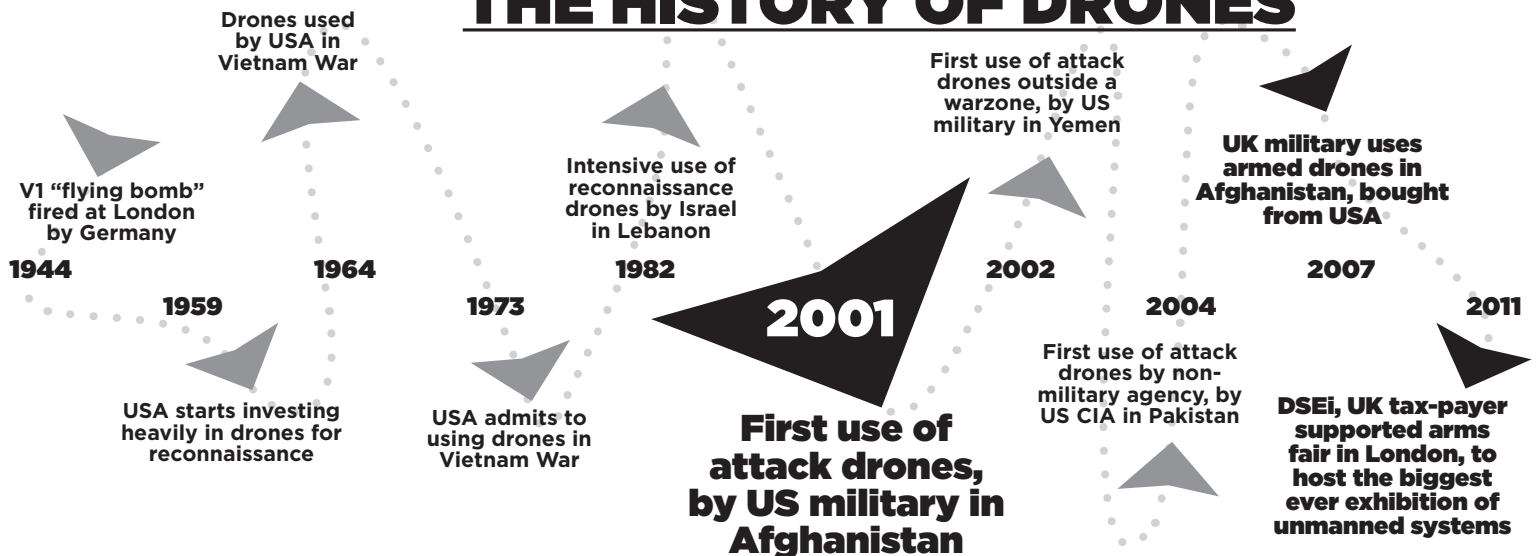 THE HISTORY OF DRONES
V1 “flying bomb”
fired at London
by Germany
1944
1959
USA starts investing
heavily in drones for
reconnaissance
Drones used
by USA in
Vietnam War
1964
1973
USA admits to
using drones in
Vietnam War
Intensive use of
reconnaissance
drones by Israel
in Lebanon
1982
2001
First use of
attack drones,
by US military in
Afghanistan
First use of attack
drones outside a
warzone, by US
military in Yemen
2002
2004
First use of attack
drones by non-
military agency, by
US CIA in Pakistan
UK military uses
armed drones in
Afghanistan, bought
from USA
2007
2011
DSEi, UK tax-payer
supported arms
fair in London, to
host the biggest
ever exhibition of
unmanned systems